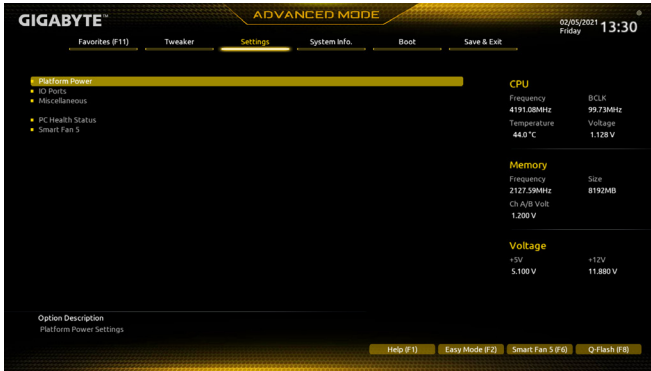 GIGABYTE™
ADVANCED MODE
02/05/2021 Friday 13:30
Favorites (F11) Tweaker Settings System Info. Boot Save & Exit
Platform Power
IO Ports
Miscellaneous
PC Health Status
Smart Fan 5
CPU
Frequency BCLK
4191.08MHz 99.73MHz
Temperature Voltage
44.0 °C 1.128 V
Memory
Frequency Size
2127.59MHz 8192MB
Ch A/B Volt
1.200 V
Voltage
+5V +12V
5.100 V 11.880 V
Option Description
Platform Power Settings
Help (F1) Easy Mode (F2) Smart Fan 5 (F6) Q-Flash (F8)